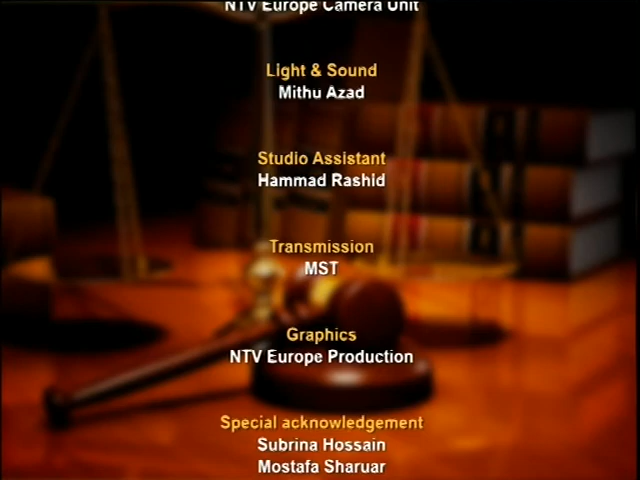 NTV Europe Camera Unit
Light & Sound
Mithu Azad
Studio Assistant
Hammad Rashid
Transmission
MST
Graphics
NTV Europe Production
Special acknowledgement
Subrina Hossain
Mostafa Sharuar